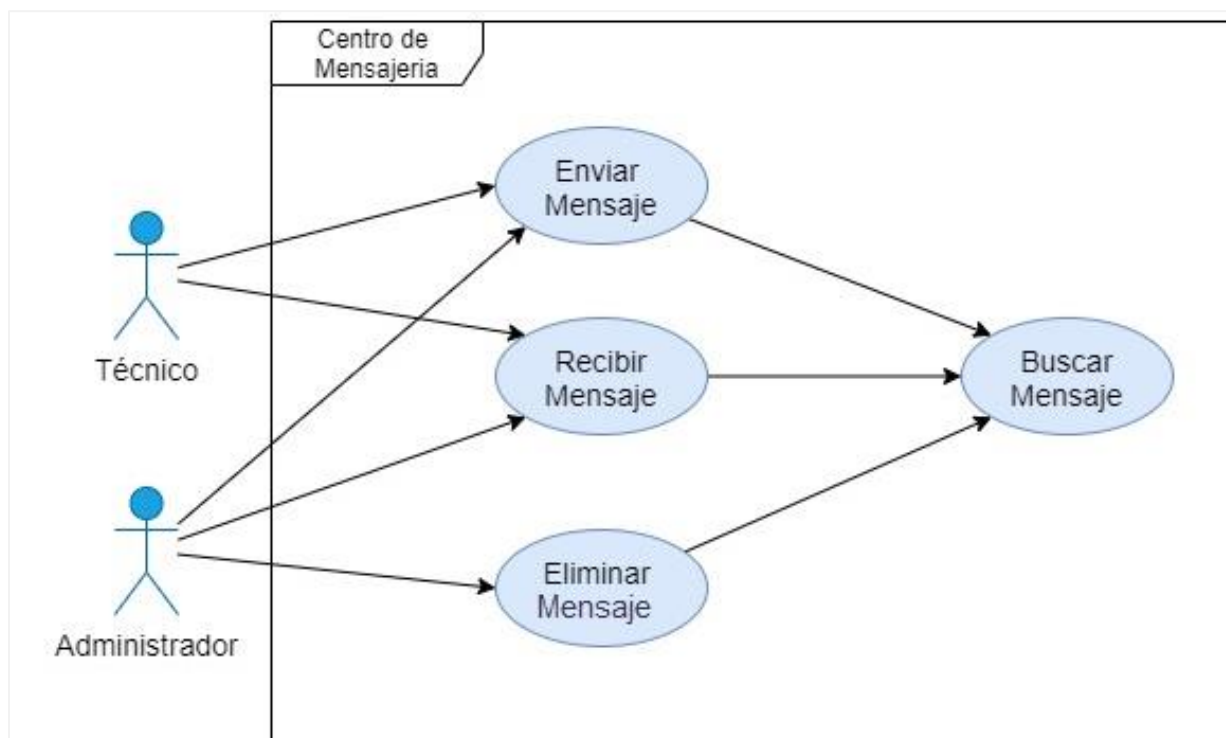 Centro de
Mensajeria
Enviar
Mensaje
Técnico
Recibir
Mensaje
Buscar
Mensaje
Eliminar
Mensaje
Administrador